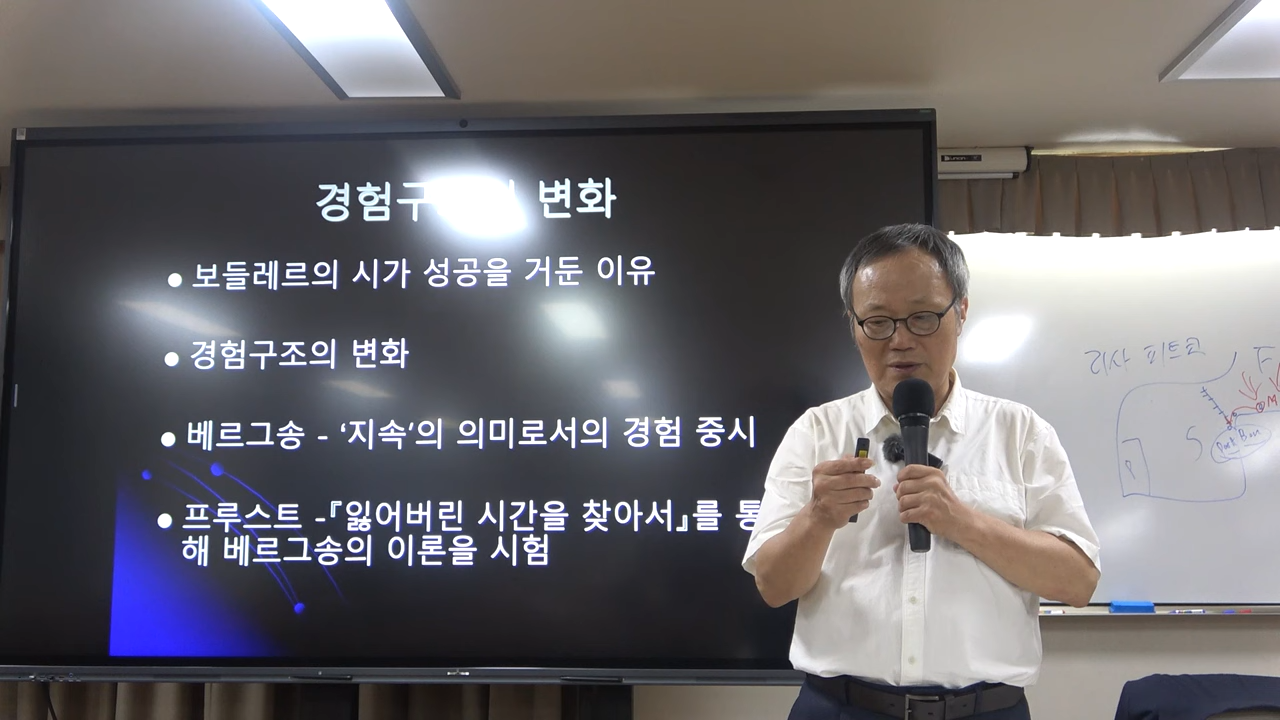 경험구 변화
● 보들레르의 시가 성공을 거둔 이유
● 경험구조의 변화
● 베르그송 - ‘지속’의 의미로서의 경험 중시
● 프루스트 -『잃어버린 시간을 찾아서』를 통
해 베르그송의 이론을 시험
리사 피트코
F
M
S
P